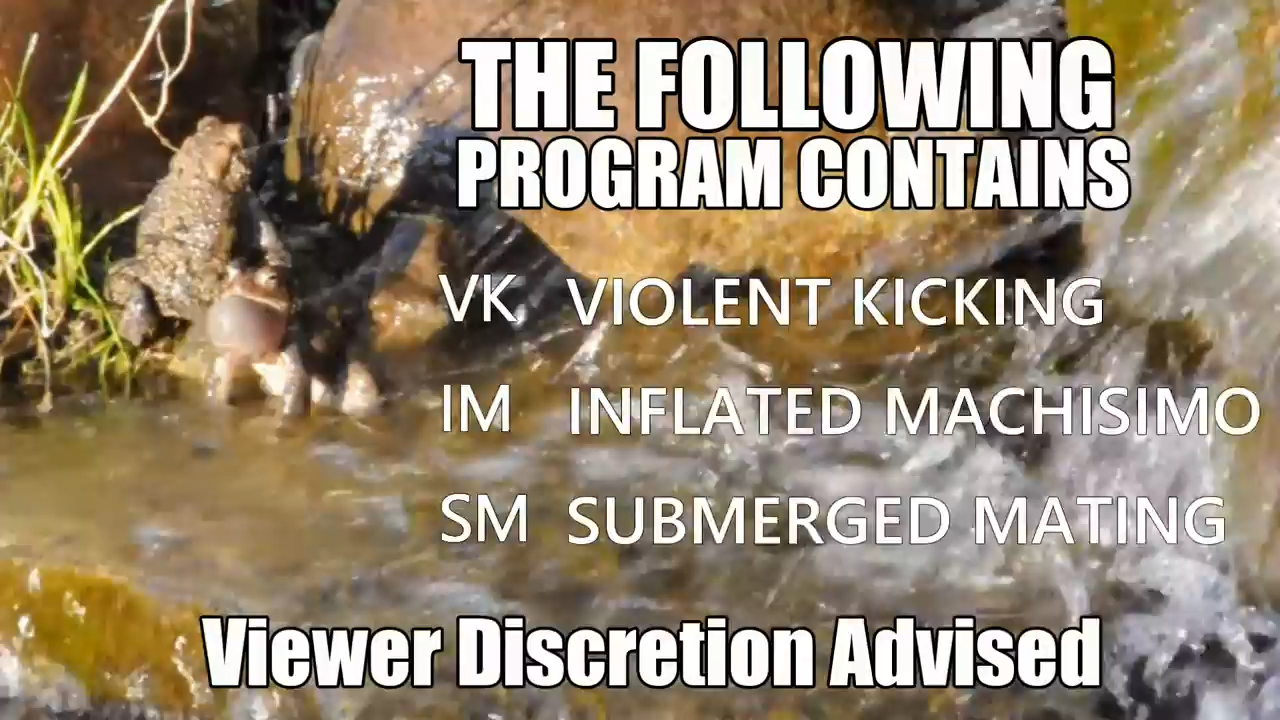 THE FOLLOWING
PROGRAM CONTAINS
VK VIOLENT KICKING
IM INFLATED MACHISIMO
SM SUBMERGED MATING
Viewer Discretion Advised